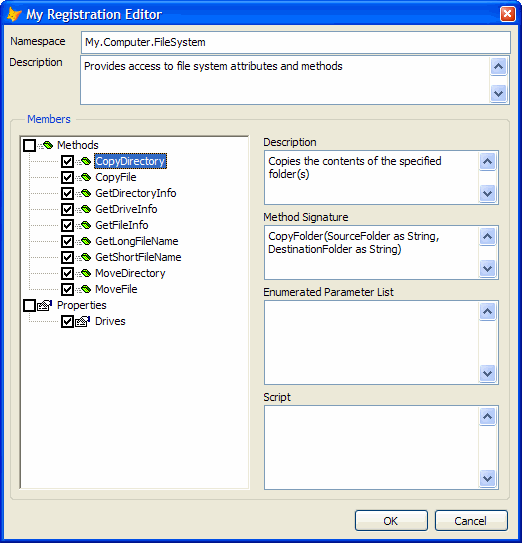 My Registration Editor
Namespace
My.Computer.FileSystem
Description
Provides access to file system attributes and methods
Members
Methods
CopyDirectory
CopyFile
GetDirectoryInfo
GetDriveInfo
GetFileInfo
GetLongFileName
GetShortFileName
MoveDirectory
MoveFile
Properties
Drives
Description
Copies the contents of the specified
folder(s)
Method Signature
CopyFolder(SourceFolder as String,
DestinationFolder as String)
Enumerated Parameter List
Script
OK
Cancel